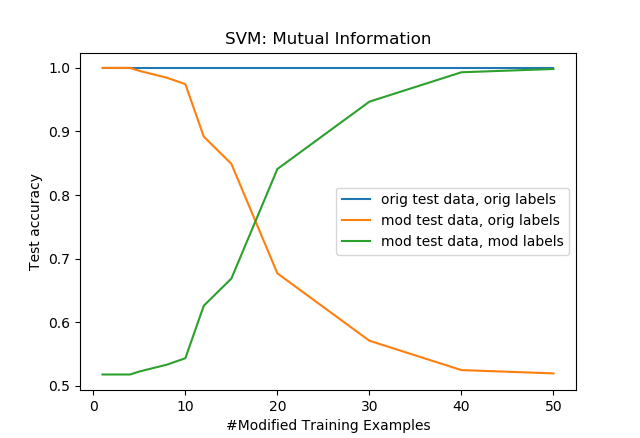 SVM: Mutual Information
1.0
0.9
0.8
0.7
0.6
0.5
Test accuracy
orig test data, orig labels
mod test data, orig labels
mod test data, mod labels
0 10 20 30 40 50
#Modified Training Examples